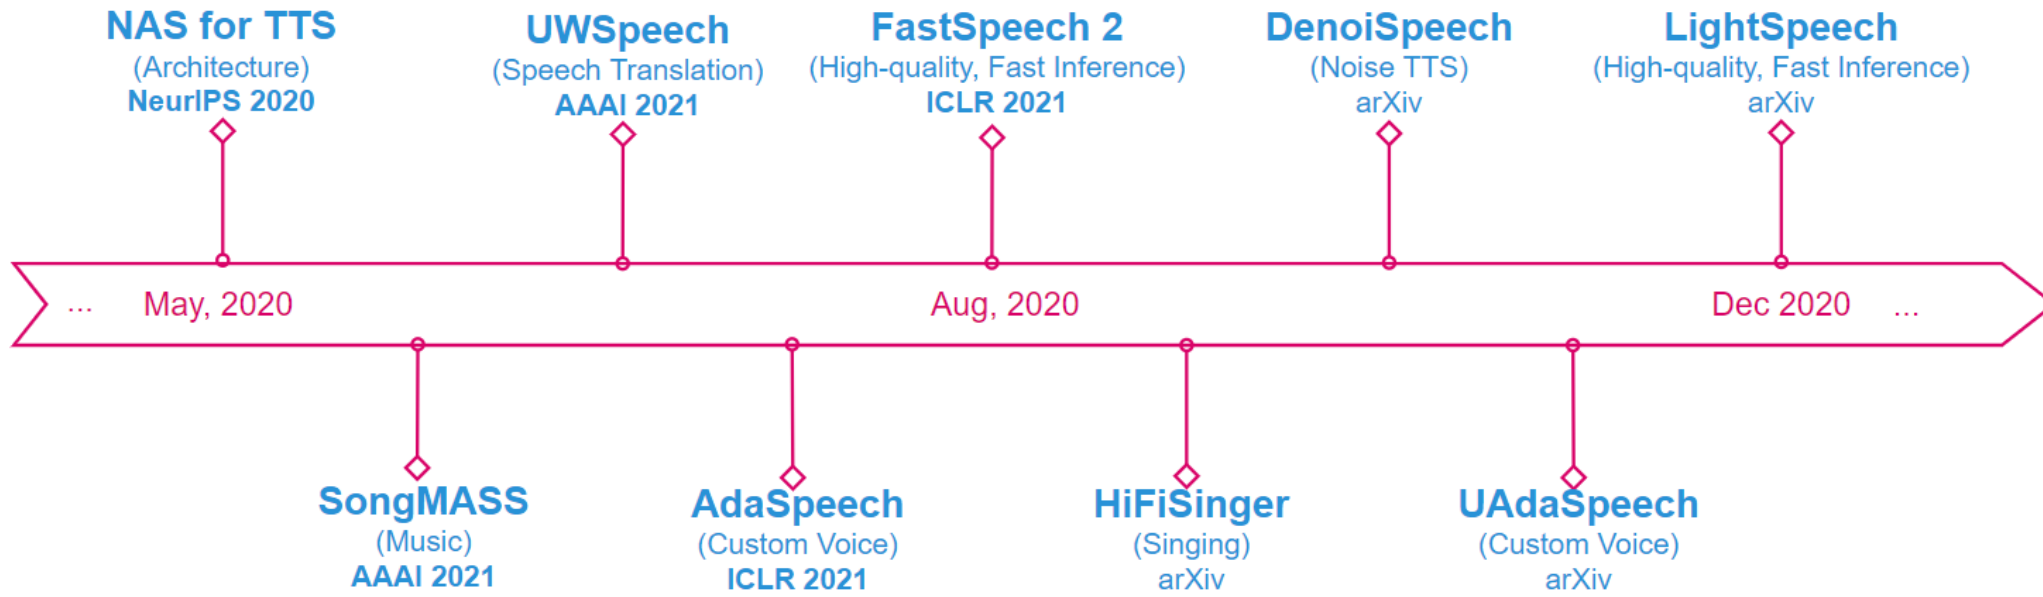 NAS for TTS
(Architecture)
NeurIPS 2020
UWSpeech
(Speech Translation)
AAAI 2021
FastSpeech 2
(High-quality, Fast Inference)
ICLR 2021
DenoiSpeech
(Noise TTS)
arXiv
LightSpeech
(High-quality, Fast Inference)
arXiv
... May, 2020 Aug, 2020 Dec 2020 ...
SongMASS
(Music)
AAAI 2021
AdaSpeech
(Custom Voice)
ICLR 2021
HiFiSinger
(Singing)
arXiv
UAdaSpeech
(Custom Voice)
arXiv